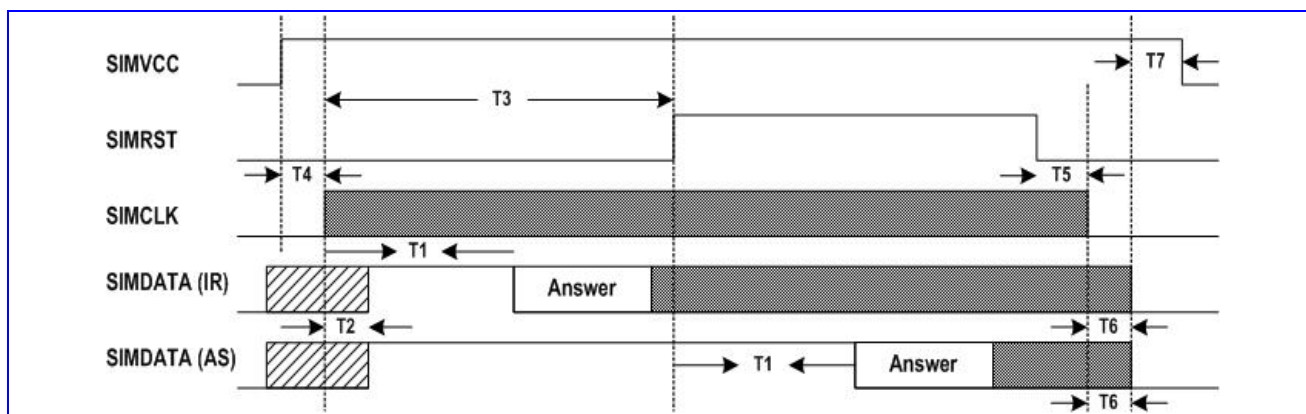 SIMVCC
T7
T3
SIMRST
T4
T5
SIMCLK
T1
SIMDATA (IR)
Answer
T2
T6
SIMDATA (AS)
T1
Answer
T6